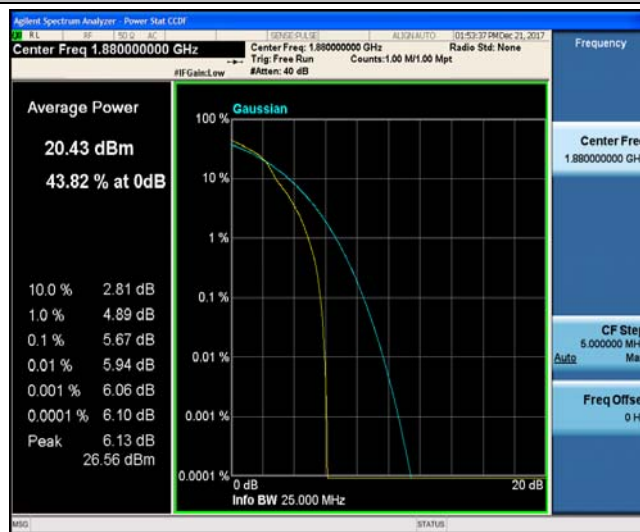 Agilent Spectrum Analyzer - Power Stat CCDF
RL RF 50 Ω AC SENSE:PULSE ALIGNAUTO 01:53:37 PM Dec 21, 2017
Center Freq 1.880000000 GHz
Center Freq: 1.880000000 GHz Radio Std: None
Trig: Free Run Counts:1.00 M/1.00 Mpt
#IFGain:Low #Atten: 40 dB
Frequency
Average Power
20.43 dBm
43.82 % at 0dB
10.0 % 2.81 dB
1.0 % 4.89 dB
0.1 % 5.67 dB
0.01 % 5.94 dB
0.001 % 6.06 dB
0.0001 % 6.10 dB
Peak 6.13 dB
26.56 dBm
Gaussian
100 %
10 %
1 %
0.1 %
0.01 %
0.001 %
0.0001 %
0 dB 20 dB
Info BW 25.000 MHz
Center Fre
1.880000000 GH
CF Ste
5.000000 MH
Auto Ma
Freq Offse
0 H
MSG STATUS